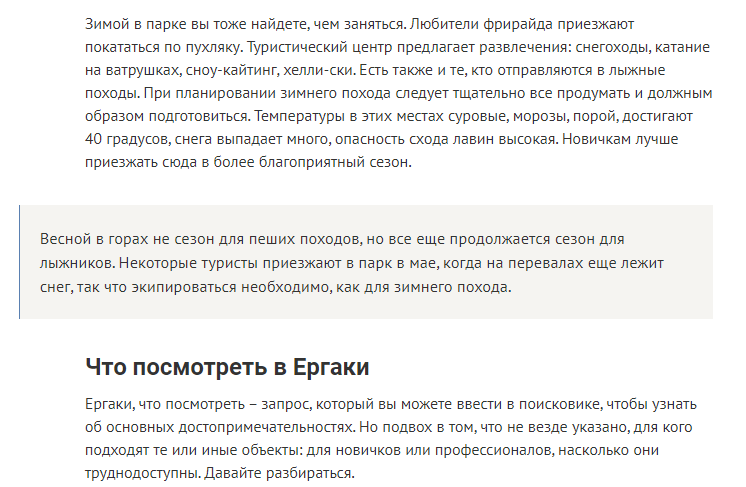 Зимой в парке вы тоже найдете, чем заняться. Любители фрирайда приезжают
покататься по пухляку. Туристический центр предлагает развлечения: снегоходы, катание
на ватрушках, сноу-кайтинг, хелли-ски. Есть также и те, кто отправляются в лыжные
походы. При планировании зимнего похода следует тщательно все продумать и должным
образом подготовиться. Температуры в этих местах суровые, морозы, порой, достигают
40 градусов, снега выпадает много, опасность схода лавин высокая. Новичкам лучше
приезжать сюда в более благоприятный сезон.
Весной в горах не сезон для пеших походов, но все еще продолжается сезон для
лыжников. Некоторые туристы приезжают в парк в мае, когда на перевалах еще лежит
снег, так что экипироваться необходимо, как для зимнего похода.
Что посмотреть в Ергаки
Ергаки, что посмотреть – запрос, который вы можете ввести в поисковике, чтобы узнать
об основных достопримечательностях. Но подвох в том, что не везде указано, для кого
подходят те или иные объекты: для новичков или профессионалов, насколько они
труднодоступны. Давайте разбираться.